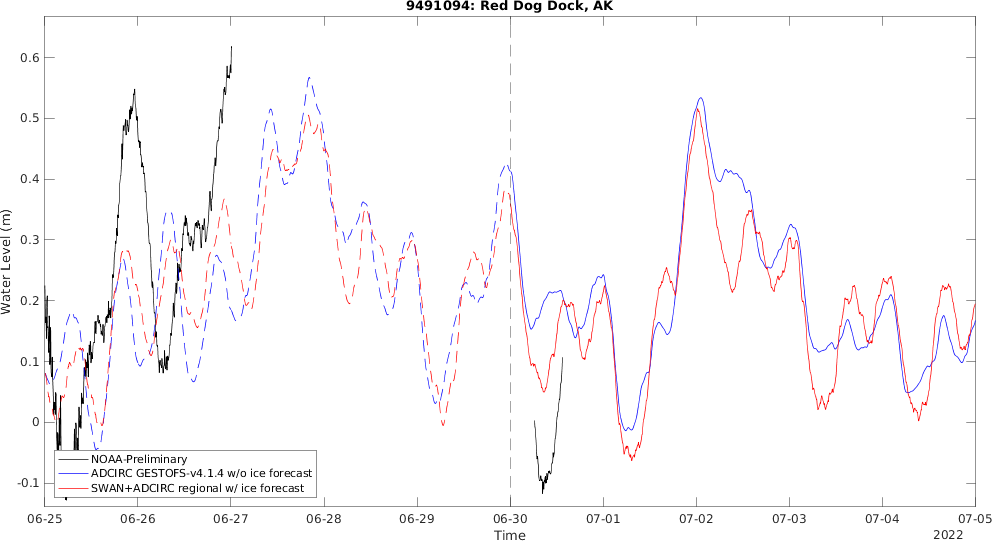 9491094: Red Dog Dock, AK
Water Level (m)
0.6
0.5
0.4
0.3
0.2
0.1
0
-0.1
NOAA-Preliminary
ADCIRC GESTOFS-v4.1.4 w/o ice forecast
SWAN+ADCIRC regional w/ ice forecast
06-25 06-26 06-27 06-28 06-29 06-30 07-01 07-02 07-03 07-04 07-05
Time
2022